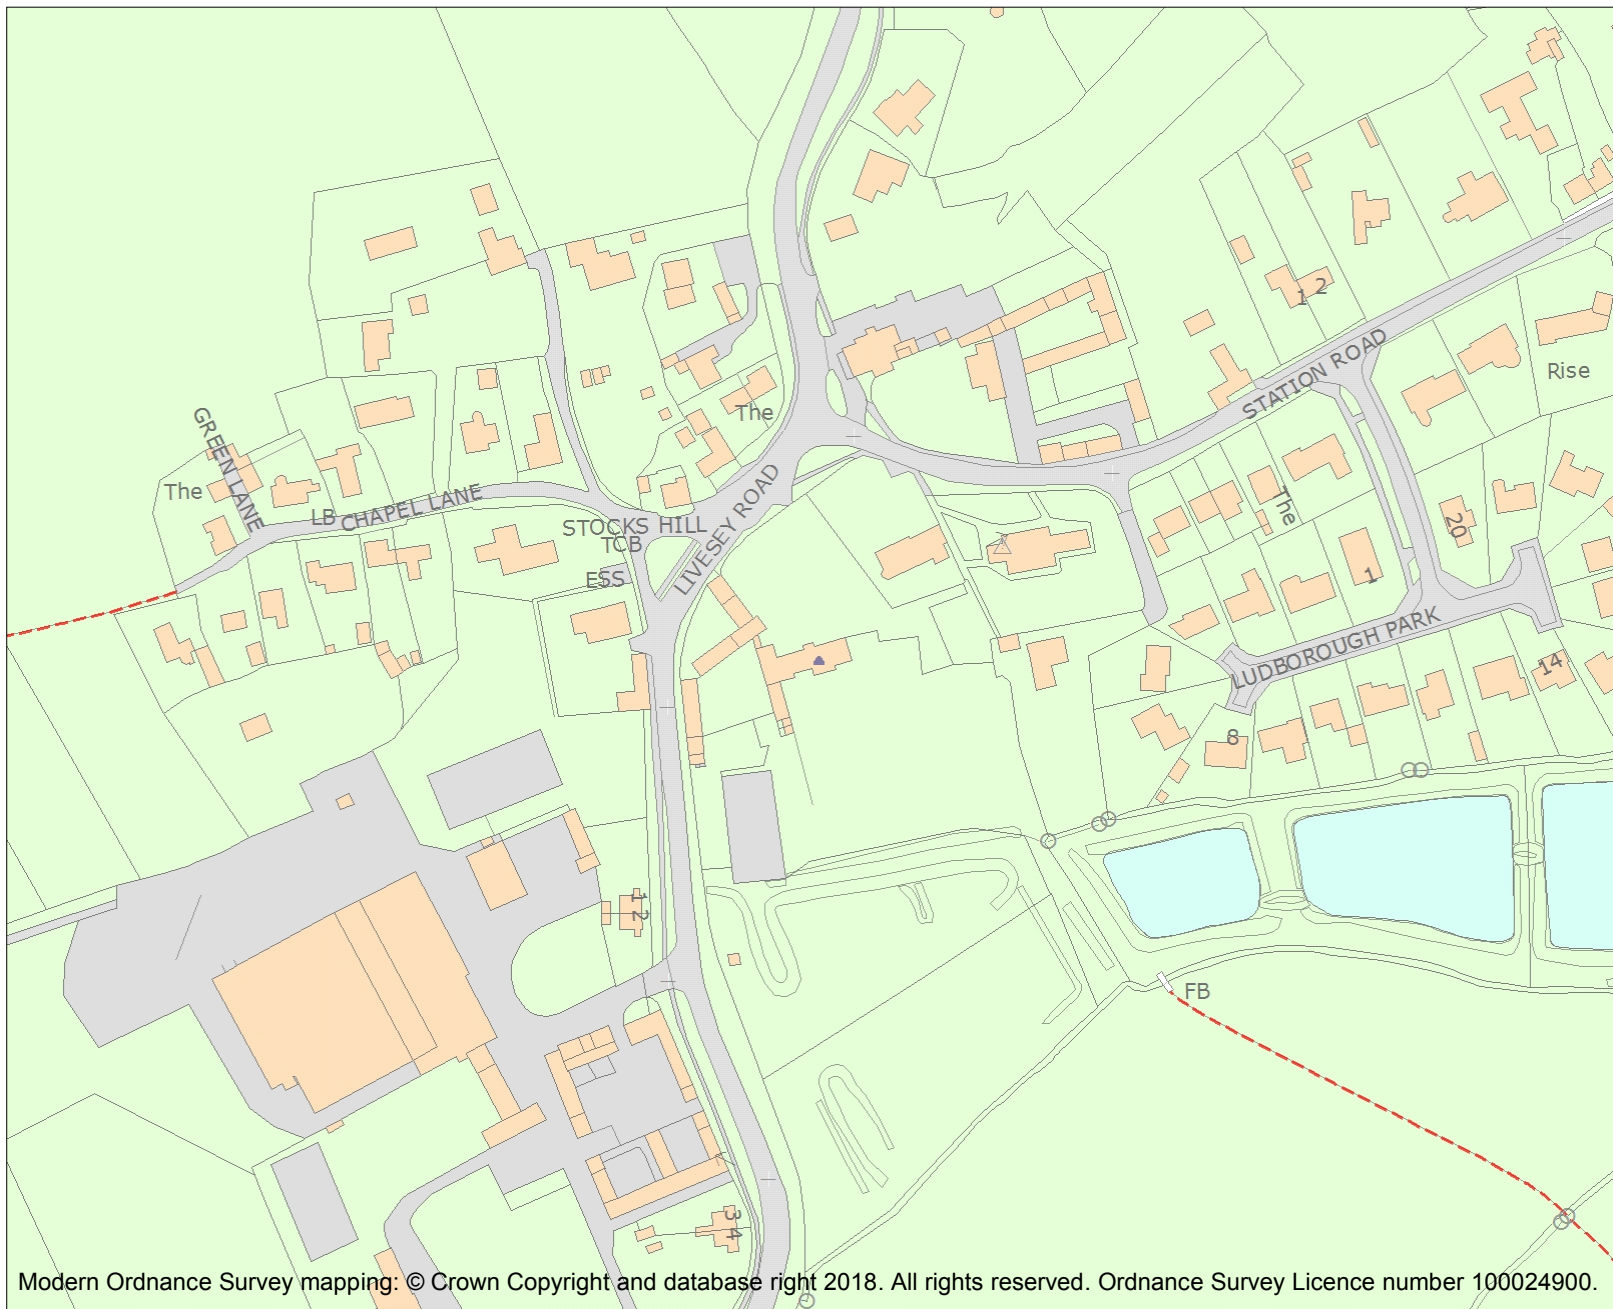 1 2
STATION ROAD
Rise
The
GREEN LANE
The
LB
CHAPEL LANE
STOCKS HILL
TCB
LIVESEY ROAD
ESS
The
20
1
LUDBOROUGH PARK
14
8
1 2
FB
3 4
Modern Ordnance Survey mapping: © Crown Copyright and database right 2018. All rights reserved. Ordnance Survey Licence number 100024900.